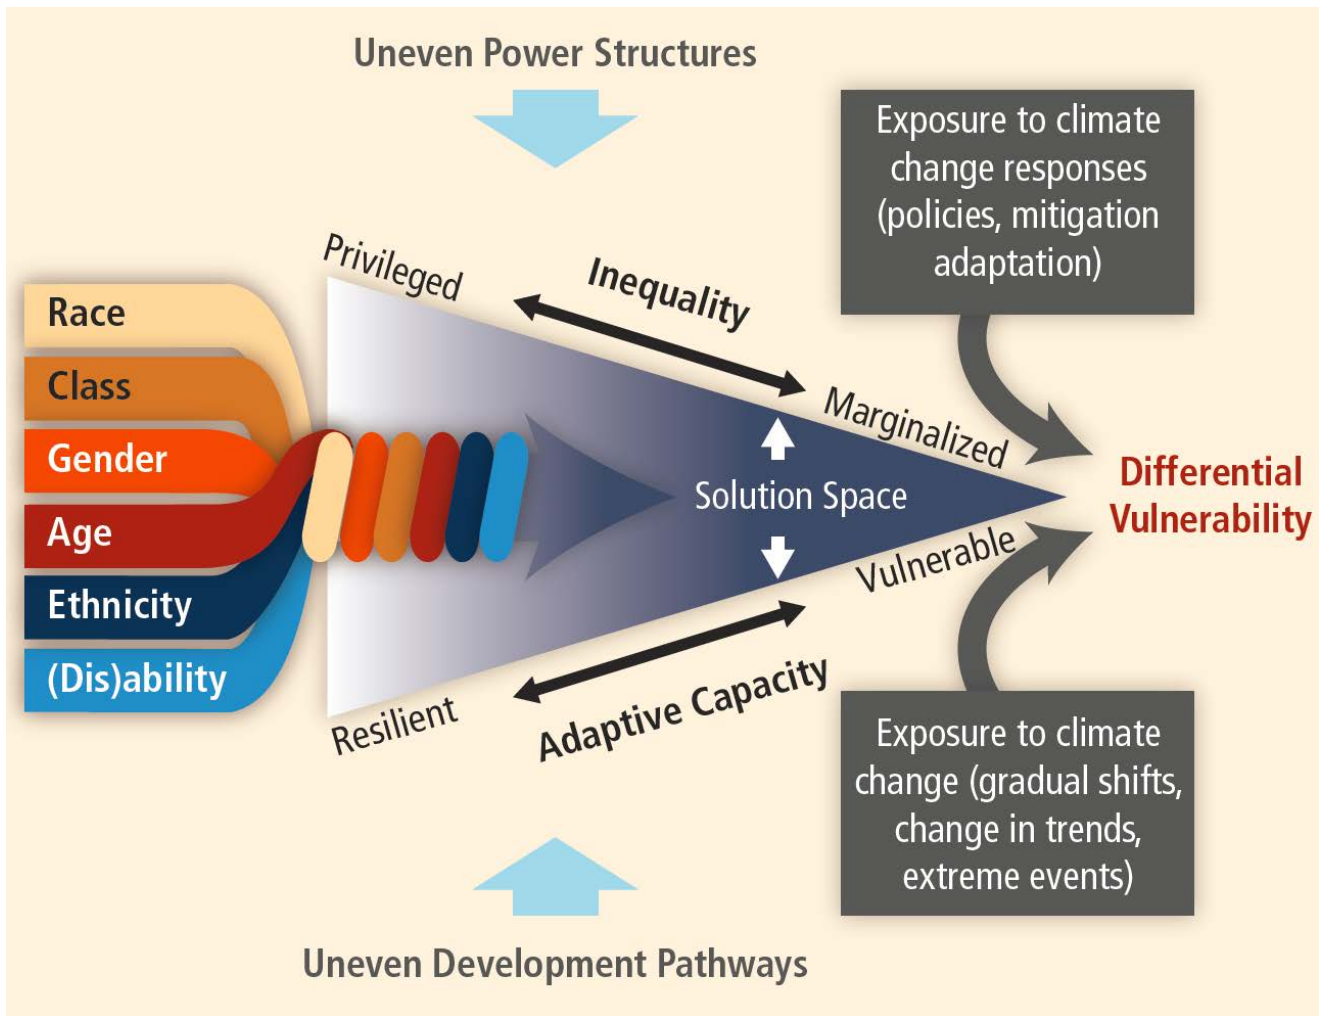 Uneven Power Structures
Exposure to climate
change responses
(policies, mitigation
adaptation)
Privileged
Inequality
Marginalized
Race
Class
Gender
Age
Ethnicity
(Dis)ability
Solution Space
Differential
Vulnerability
Vulnerable
Adaptive Capacity
Resilient
Exposure to climate
change (gradual shifts,
change in trends,
extreme events)
Uneven Development Pathways